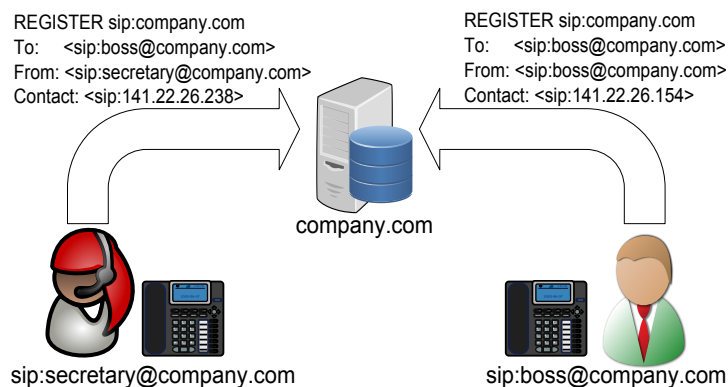 REGISTER sip:company.com
To: <sip:boss@company.com>
From: <sip:secretary@company.com>
Contact: <sip:141.22.26.238>
REGISTER sip:company.com
To: <sip:boss@company.com>
From: <sip:boss@company.com>
Contact: <sip:141.22.26.154>
company.com
sip:secretary@company.com
sip:boss@company.com